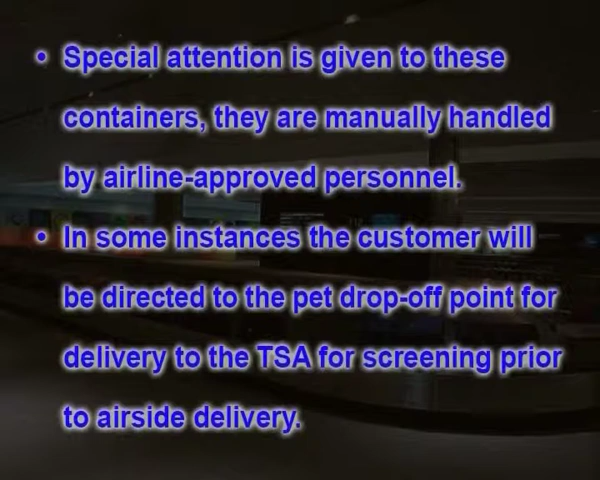 • Special attention is given to these
containers, they are manually handled
by airline-approved personnel.
• In some instances the customer will
be directed to the pet drop-off point for
delivery to the TSA for screening prior
to airside delivery.